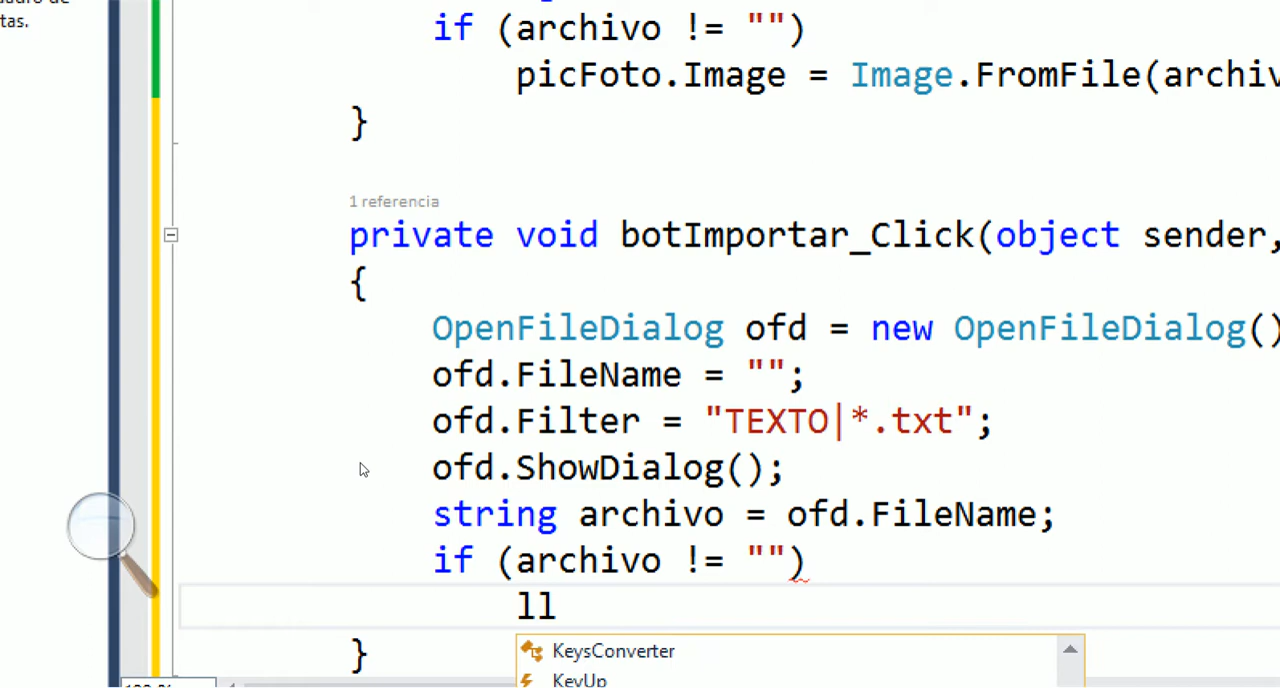 tas.
if (archivo != "")
picFoto.Image = Image.FromFile(archiv
}
1 referencia
private void botImportar_Click(object sender,
{
OpenFileDialog ofd = new OpenFileDialog()
ofd.FileName = "";
ofd.Filter = "TEXTO|*.txt";
ofd.ShowDialog();
string archivo = ofd.FileName;
if (archivo != "")
ll
}
KeysConverter
KeyUp